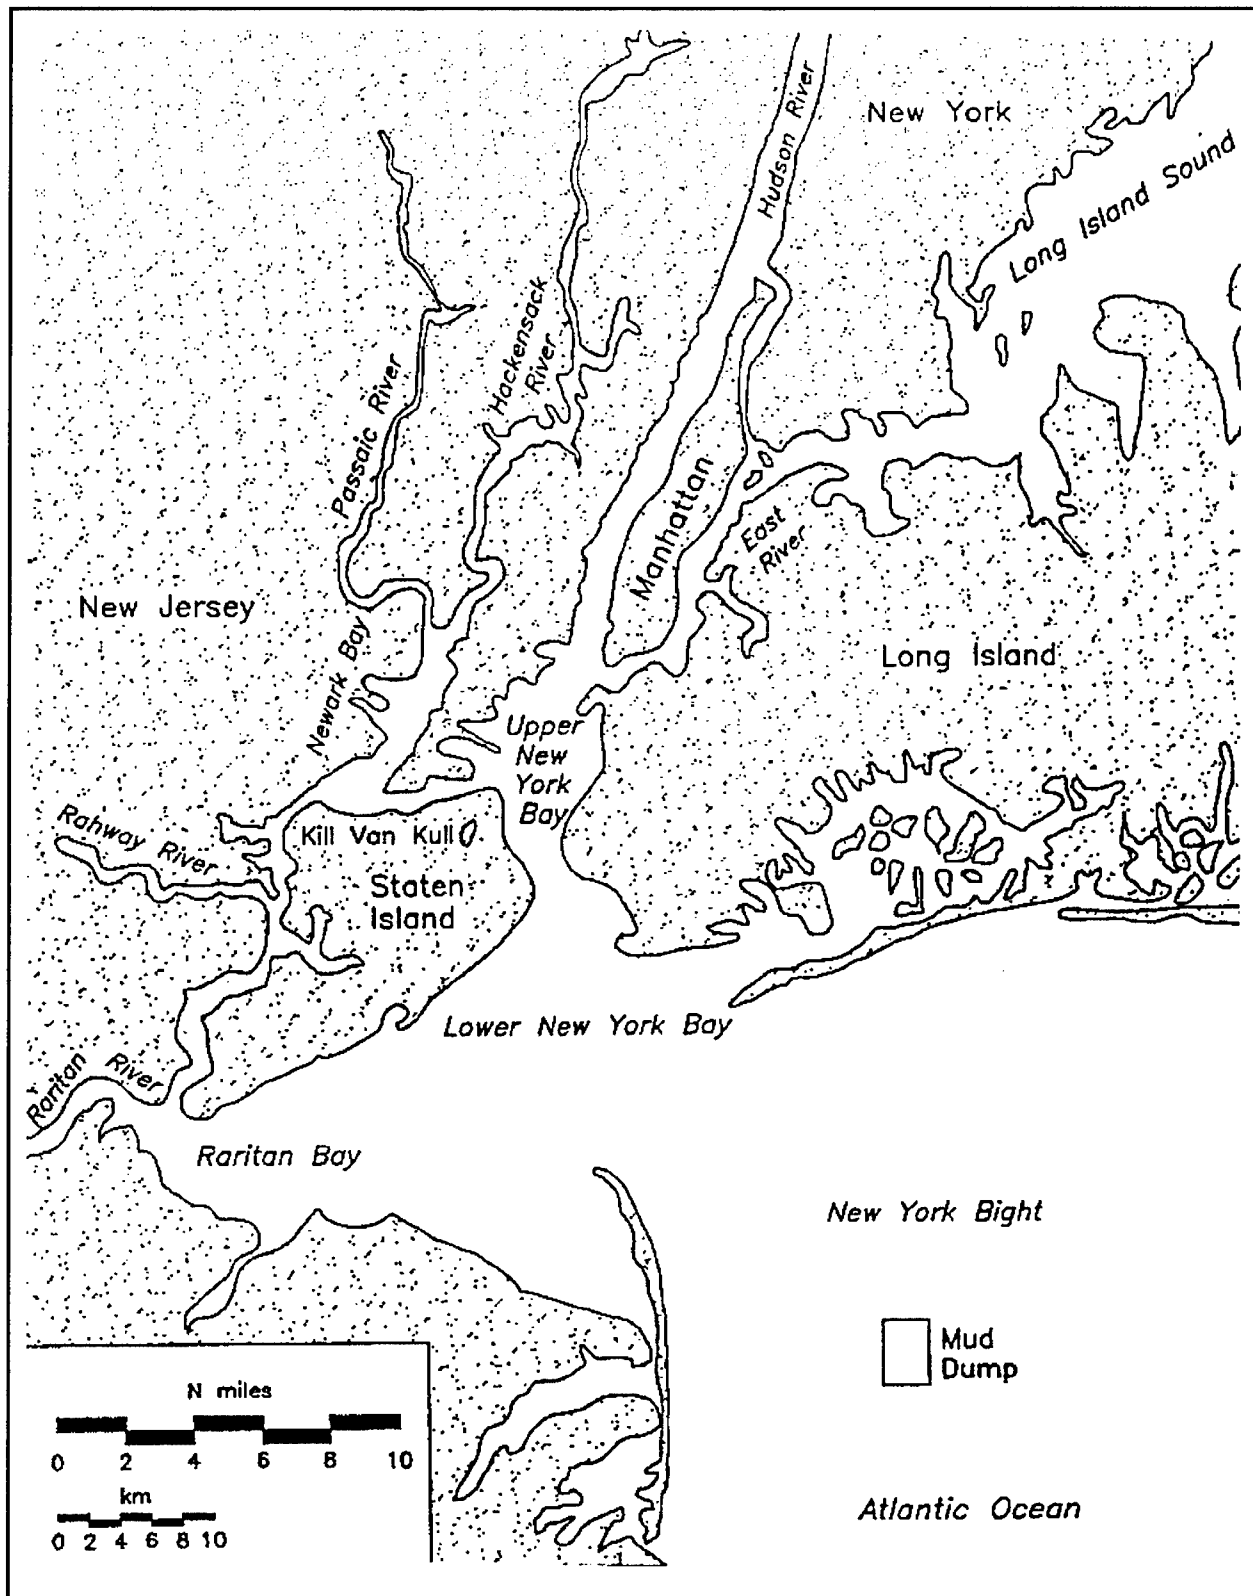 New York
Hudson River
Long Island Sound
Hackensack
River
Passaic River
Manhattan
East
River
New Jersey
Newark Bay
Long Island
Upper
New
York
Bay
Rahway River
Kill Van Kull
Staten
Island
Lower New York Bay
Raritan River
Raritan Bay
New York Bight
Mud
Dump
N miles
0 2 4 6 8 10
km
0 2 4 6 8 10
Atlantic Ocean